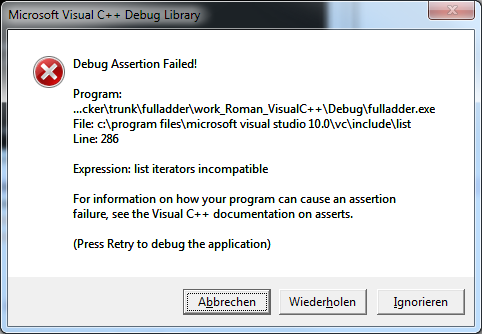 Microsoft Visual C++ Debug Library
Debug Assertion Failed!
Program:
...cker\trunk\fulladder\work_Roman_VisualC++\Debug\fulladder.exe
File: c:\program files\microsoft visual studio 10.0\vc\include\list
Line: 286
Expression: list iterators incompatible
For information on how your program can cause an assertion
failure, see the Visual C++ documentation on asserts.
(Press Retry to debug the application)
Abbrechen Wiederholen Ignorieren